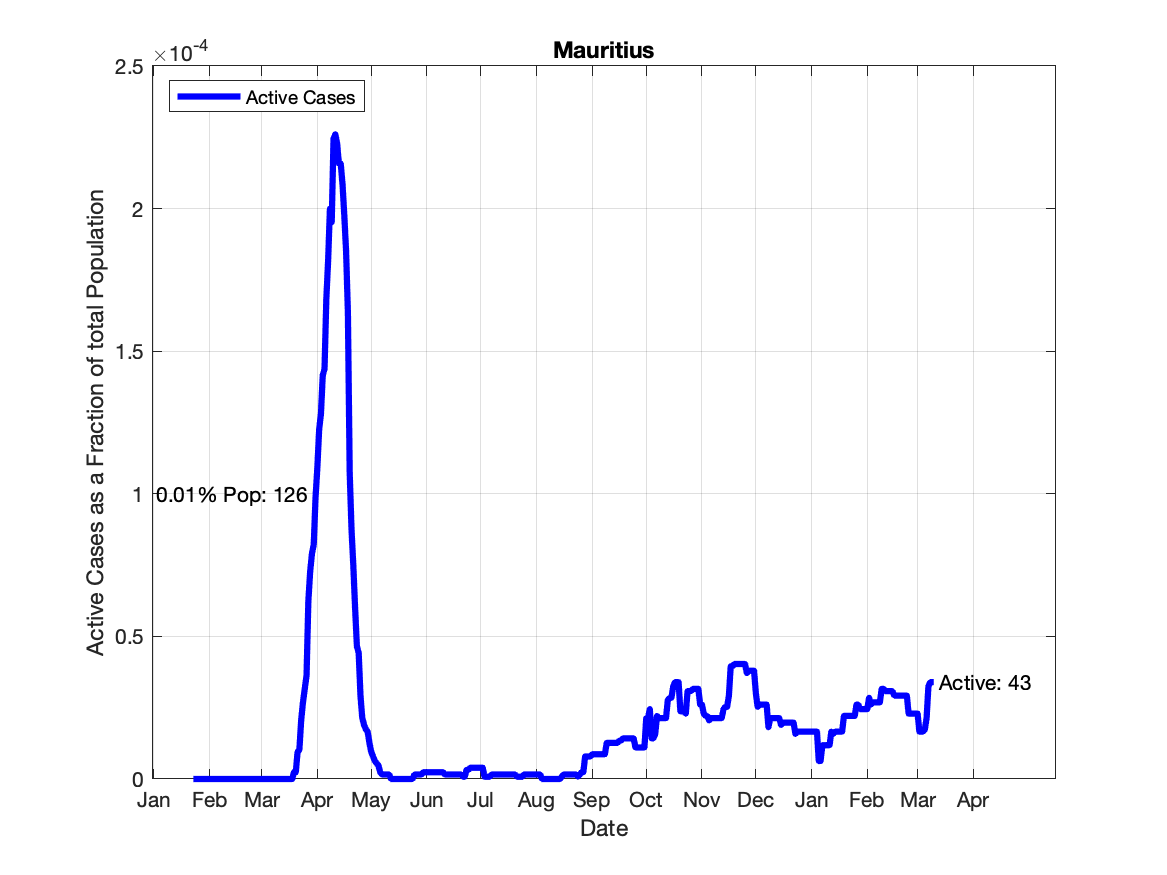 Mauritius
×10⁻⁴
2.5
Active Cases
2
1.5
1
0.01% Pop: 126
0.5
Active: 43
0
Active Cases as a Fraction of total Population
Jan Feb Mar Apr May Jun Jul Aug Sep Oct Nov Dec Jan Feb Mar Apr
Date